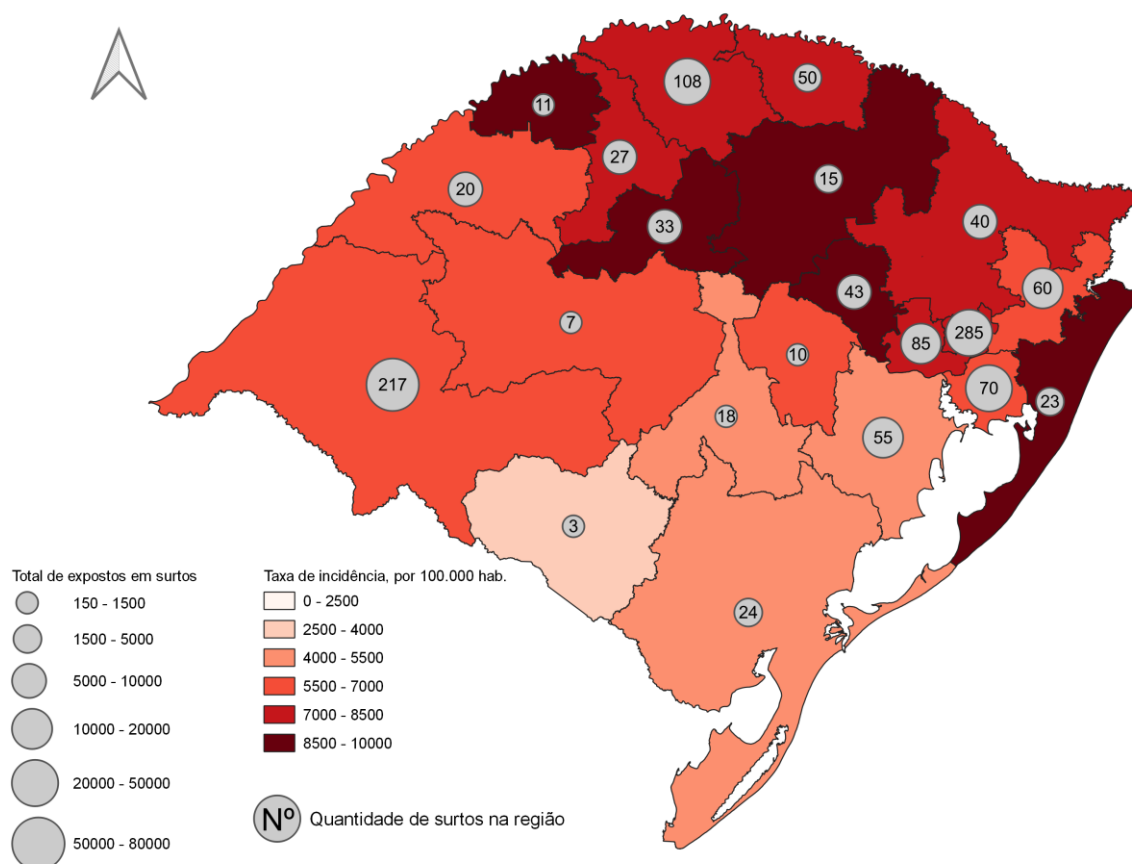 108
50
11
27
15
20
33
40
43
60
7
285
85
10
217
70
23
18
55
3
24
Total de expostos em surtos
150 - 1500
1500 - 5000
5000 - 10000
10000 - 20000
20000 - 50000
50000 - 80000
Taxa de incidência, por 100.000 hab.
0 - 2500
2500 - 4000
4000 - 5500
5500 - 7000
7000 - 8500
8500 - 10000
Nº Quantidade de surtos na região